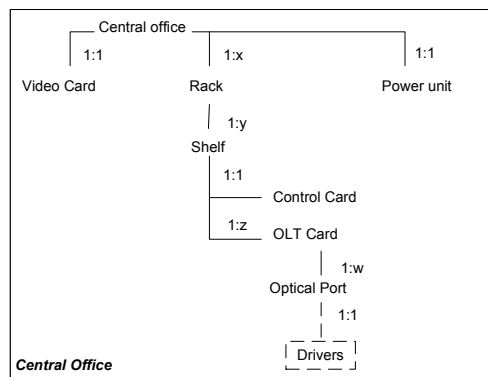 Central office
1:1
1:x
1:1
Video Card
Rack
Power unit
1:y
Shelf
1:1
Control Card
1:z
OLT Card
1:w
Optical Port
1:1
Drivers
Central Office